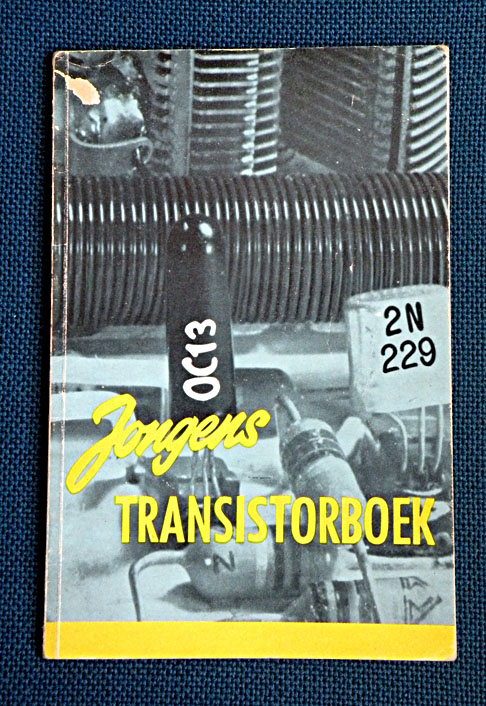 OC13
2N
229
Jongens
TRANSISTORBOEK
N